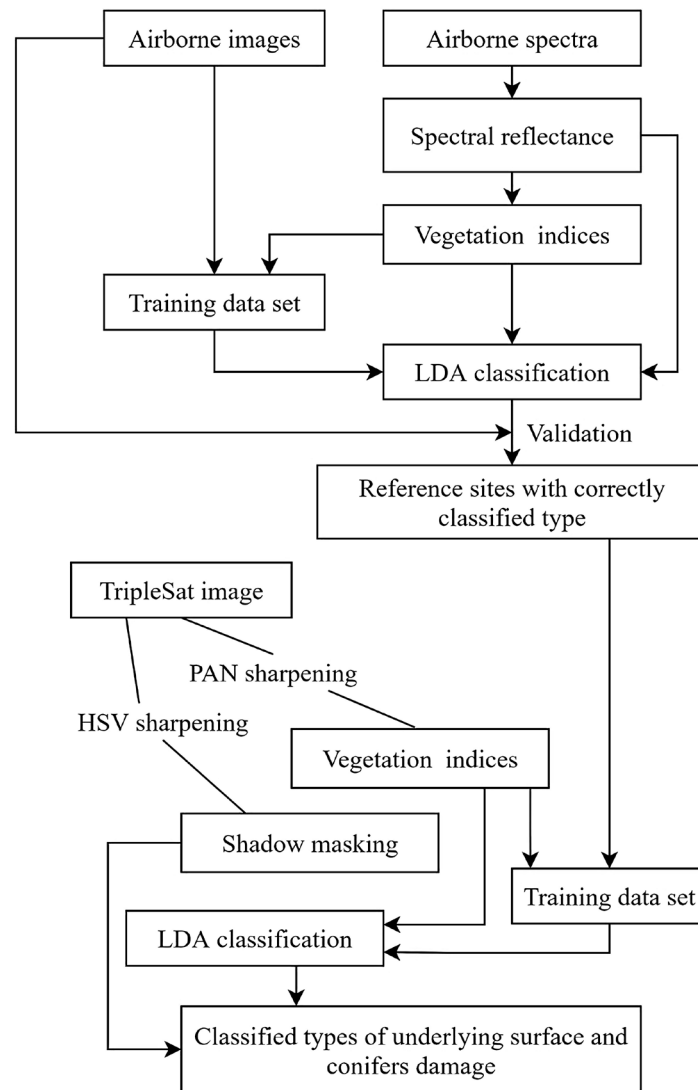 Airborne images
Airborne spectra
Spectral reflectance
Vegetation indices
Training data set
LDA classification
Validation
Reference sites with correctly
classified type
TripleSat image
PAN sharpening
HSV sharpening
Vegetation indices
Shadow masking
Training data set
LDA classification
Classified types of underlying surface and
conifers damage